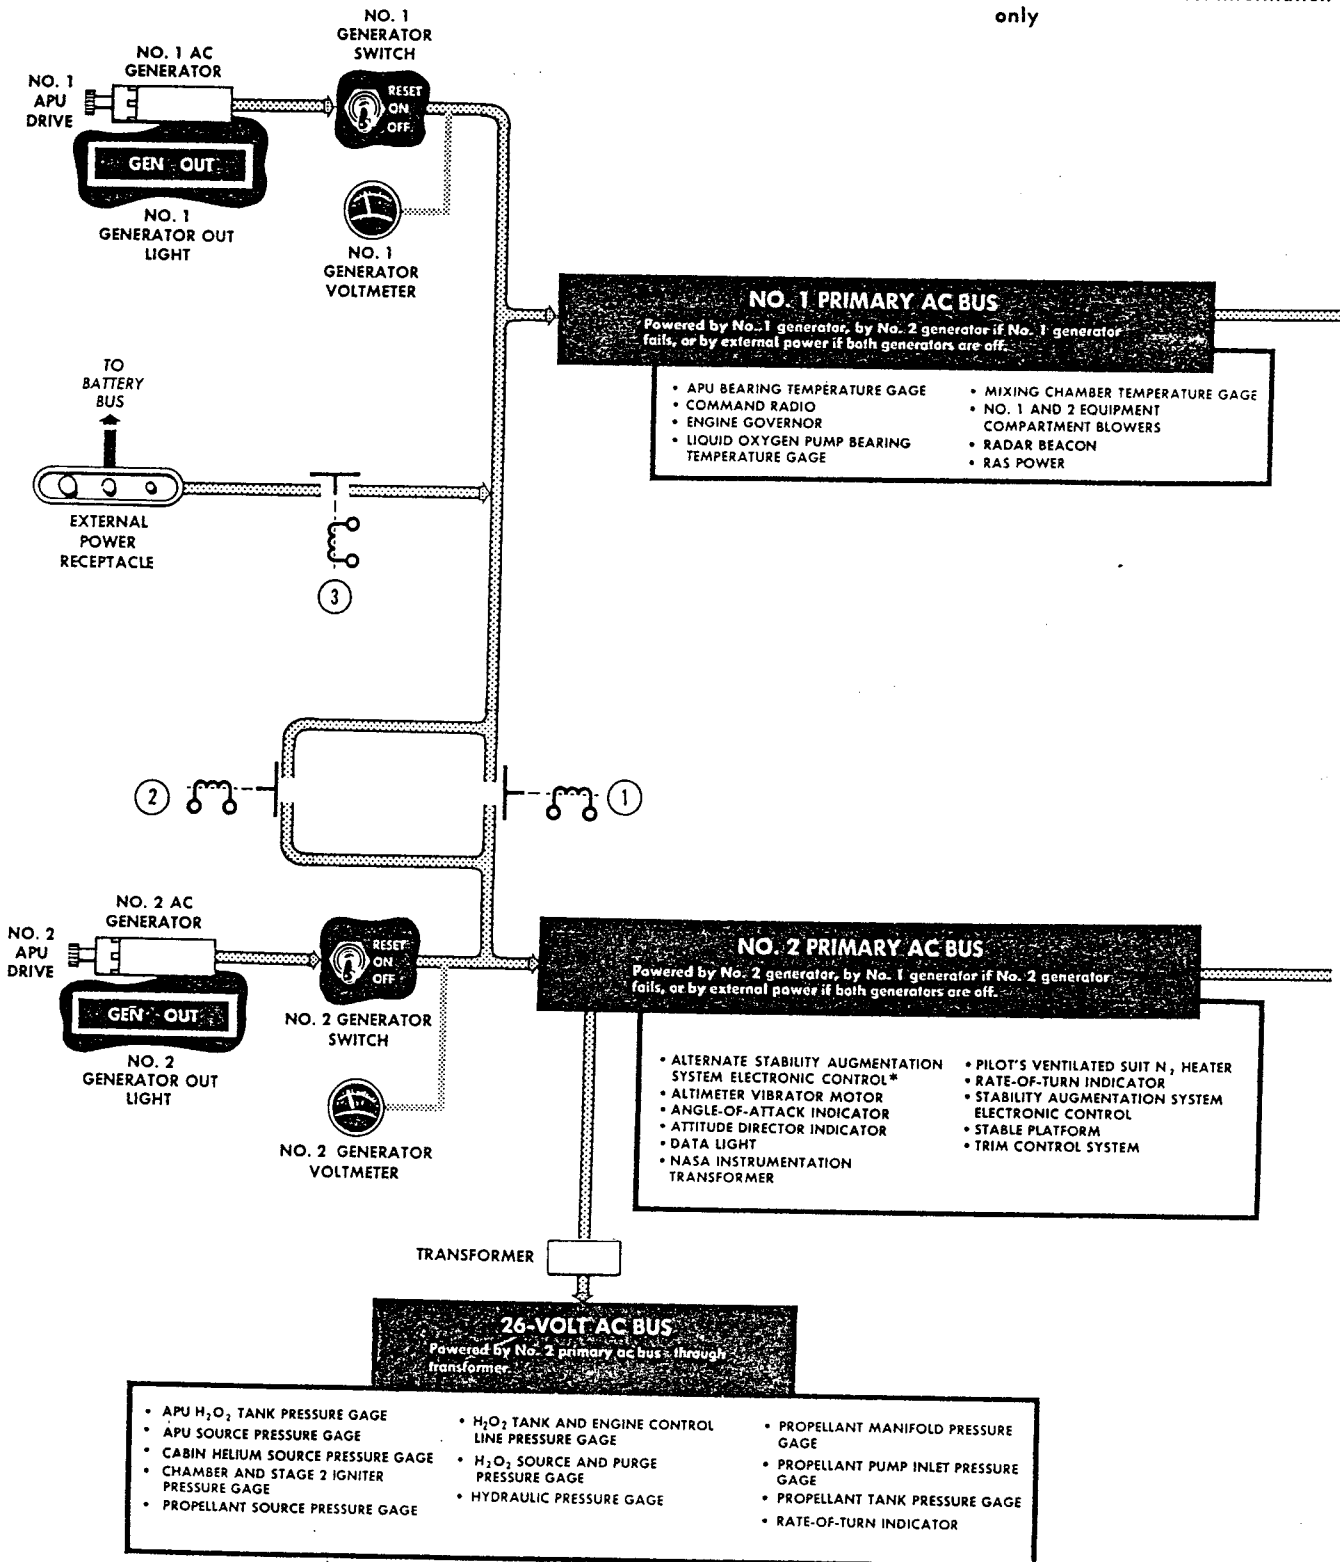 only
NO. 1
GENERATOR
SWITCH
NO. 1 AC
GENERATOR
NO. 1
APU
DRIVE
RESET
ON
OFF
GEN OUT
NO. 1
GENERATOR OUT
LIGHT
NO. 1
GENERATOR
VOLTMETER
NO. 1 PRIMARY AC BUS
Powered by No. 1 generator, by No. 2 generator if No. 1 generator
fails, or by external power if both generators are off.
• APU BEARING TEMPERATURE GAGE
• COMMAND RADIO
• ENGINE GOVERNOR
• LIQUID OXYGEN PUMP BEARING
TEMPERATURE GAGE
• MIXING CHAMBER TEMPERATURE GAGE
• NO. 1 AND 2 EQUIPMENT
COMPARTMENT BLOWERS
• RADAR BEACON
• RAS POWER
TO
BATTERY
BUS
EXTERNAL
POWER
RECEPTACLE
3
2
1
NO. 2 AC
GENERATOR
NO. 2
APU
DRIVE
RESET
ON
OFF
GEN OUT
NO. 2
GENERATOR OUT
LIGHT
NO. 2 GENERATOR
SWITCH
NO. 2 GENERATOR
VOLTMETER
NO. 2 PRIMARY AC BUS
Powered by No. 2 generator, by No. 1 generator if No. 2 generator
fails, or by external power if both generators are off.
• ALTERNATE STABILITY AUGMENTATION
SYSTEM ELECTRONIC CONTROL*
• ALTIMETER VIBRATOR MOTOR
• ANGLE-OF-ATTACK INDICATOR
• ATTITUDE DIRECTOR INDICATOR
• DATA LIGHT
• NASA INSTRUMENTATION
TRANSFORMER
• PILOT'S VENTILATED SUIT N₂ HEATER
• RATE-OF-TURN INDICATOR
• STABILITY AUGMENTATION SYSTEM
ELECTRONIC CONTROL
• STABLE PLATFORM
• TRIM CONTROL SYSTEM
TRANSFORMER
26-VOLT AC BUS
Powered by No. 2 primary ac bus through
transformer.
• APU H₂O₂ TANK PRESSURE GAGE
• APU SOURCE PRESSURE GAGE
• CABIN HELIUM SOURCE PRESSURE GAGE
• CHAMBER AND STAGE 2 IGNITER
PRESSURE GAGE
• PROPELLANT SOURCE PRESSURE GAGE
• H₂O₂ TANK AND ENGINE CONTROL
LINE PRESSURE GAGE
• H₂O₂ SOURCE AND PURGE
PRESSURE GAGE
• HYDRAULIC PRESSURE GAGE
• PROPELLANT MANIFOLD PRESSURE
GAGE
• PROPELLANT PUMP INLET PRESSURE
GAGE
• PROPELLANT TANK PRESSURE GAGE
• RATE-OF-TURN INDICATOR